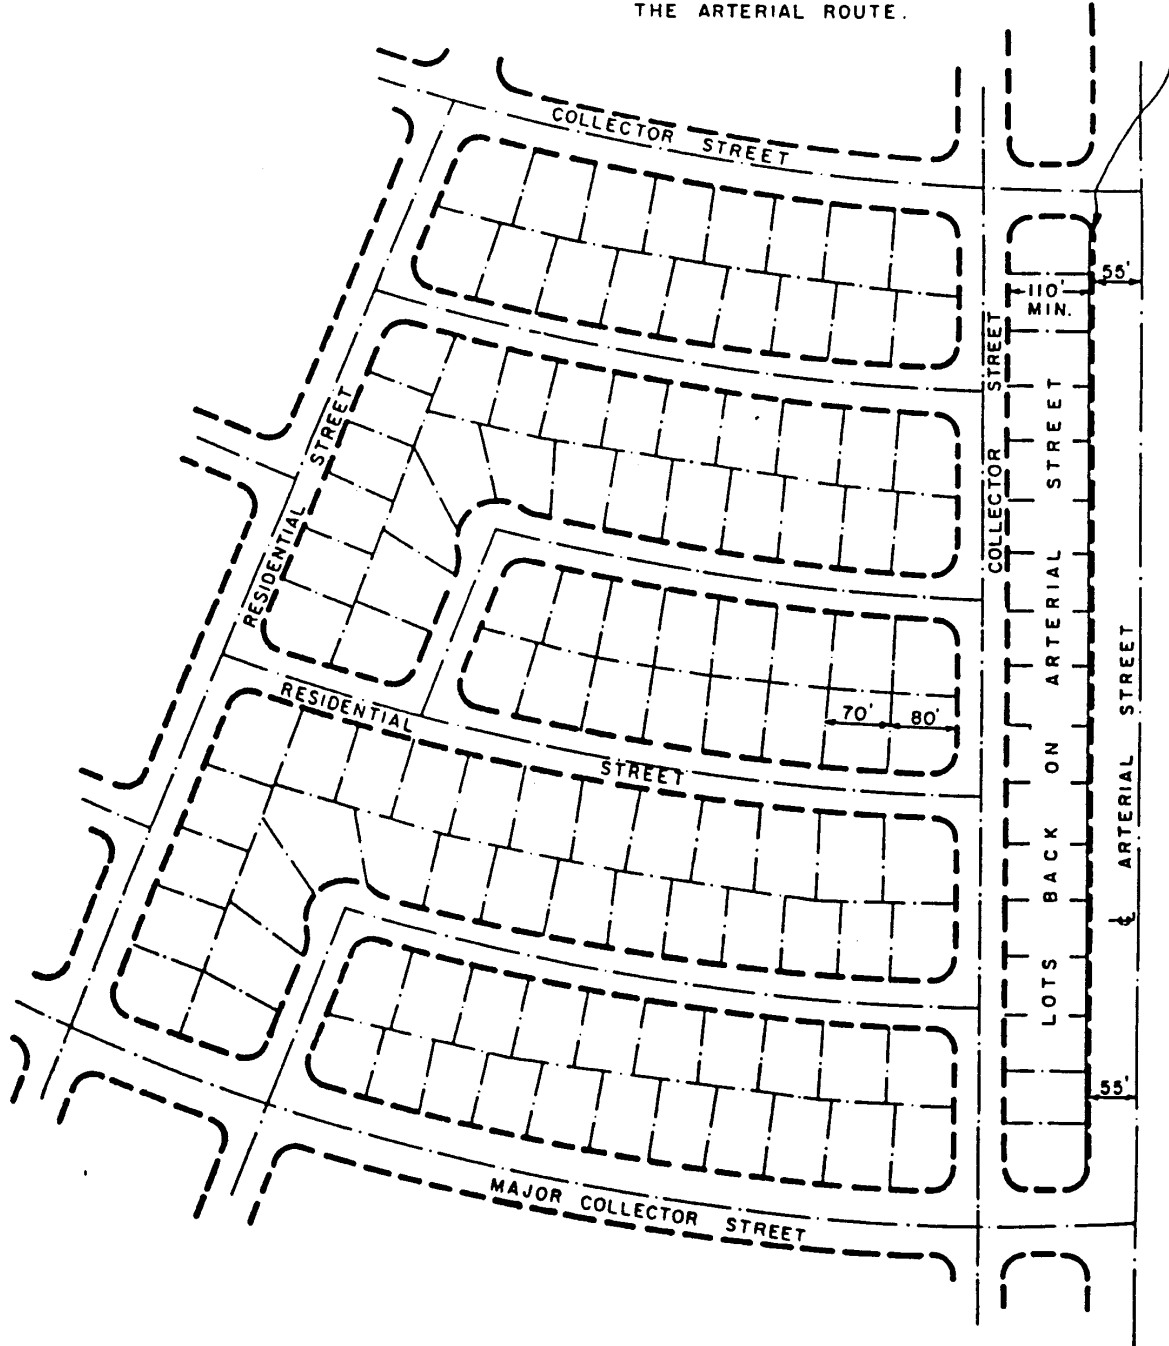 THE ARTERIAL ROUTE.
COLLECTOR STREET
55'
110'
MIN.
COLLECTOR STREET
RESIDENTIAL STREET
LOTS BACK ON ARTERIAL STREET
ARTERIAL STREET
RESIDENTIAL STREET
70'
80'
℄
55'
MAJOR COLLECTOR STREET